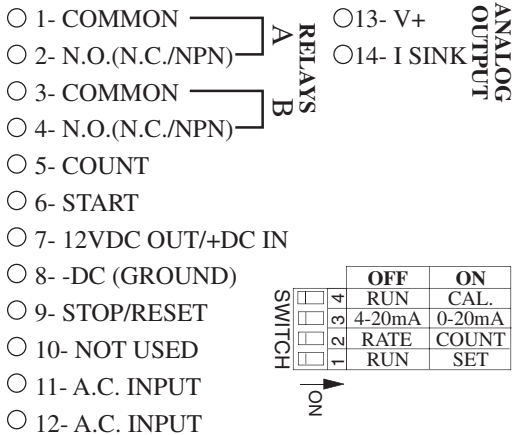 1- COMMON
2- N.O.(N.C./NPN)
A
3- COMMON
4- N.O.(N.C./NPN)
B
RELAYS
5- COUNT
6- START
7- 12VDC OUT/+DC IN
8- -DC (GROUND)
9- STOP/RESET
10- NOT USED
11- A.C. INPUT
12- A.C. INPUT
13- V+
14- I SINK
ANALOG
OUTPUT
SWITCH
OFF ON
4 RUN CAL.
3 4-20mA 0-20mA
2 RATE COUNT
1 RUN SET
ON